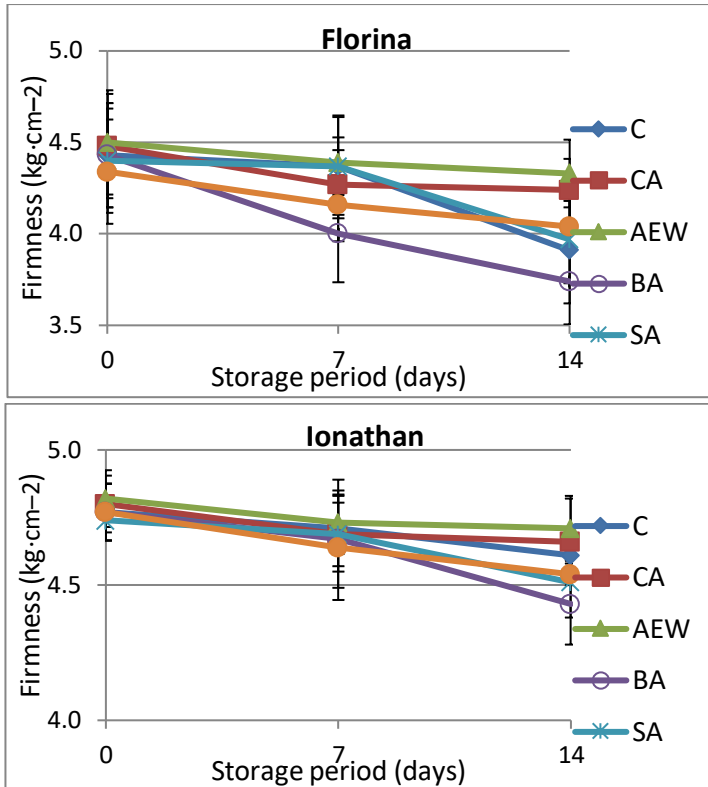 Florina
Firmness (kg·cm–2)
5.0
4.5
4.0
3.5
0
7
14
Storage period (days)
C
CA
AEW
BA
SA
Ionathan
Firmness (kg·cm–2)
5.0
4.5
4.0
0
7
14
Storage period (days)
C
CA
AEW
BA
SA